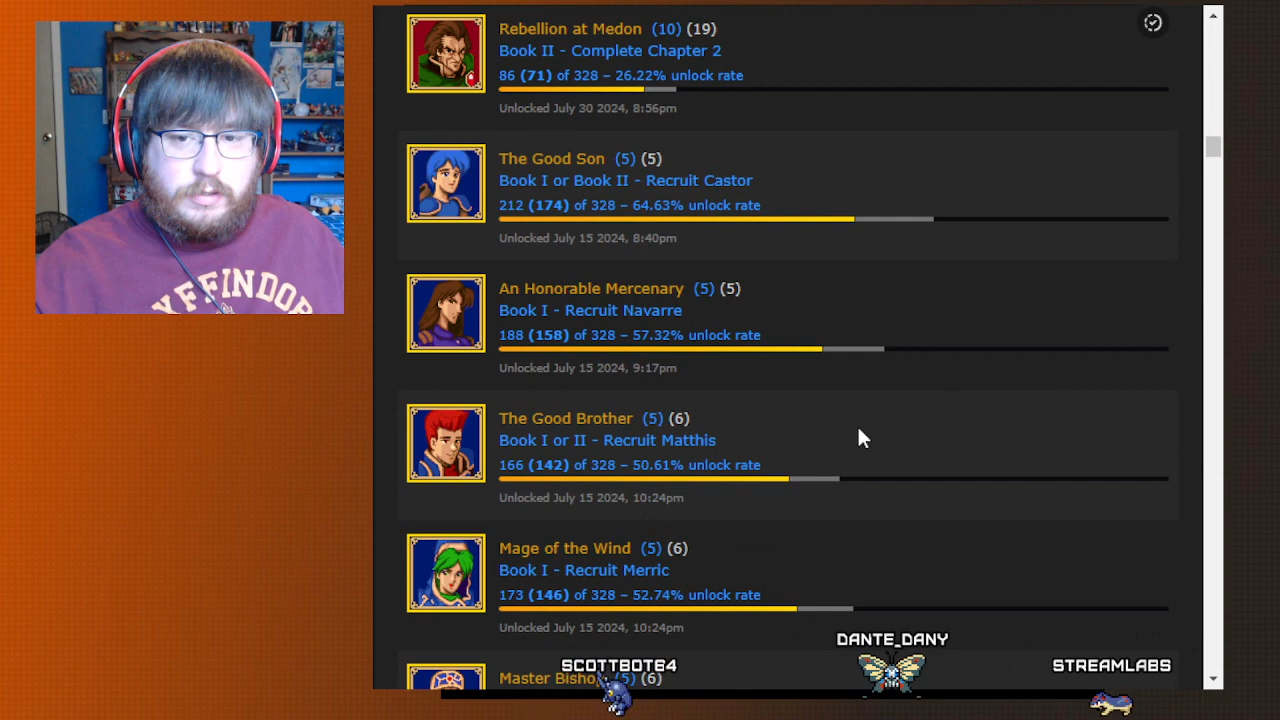 Rebellion at Medon (10) (19)
Book II - Complete Chapter 2
86 (71) of 328 – 26.22% unlock rate
Unlocked July 30 2024, 8:56pm
The Good Son (5) (5)
Book I or Book II - Recruit Castor
212 (174) of 328 – 64.63% unlock rate
Unlocked July 15 2024, 8:40pm
An Honorable Mercenary (5) (5)
Book I - Recruit Navarre
188 (158) of 328 – 57.32% unlock rate
Unlocked July 15 2024, 9:17pm
The Good Brother (5) (6)
Book I or II - Recruit Matthis
166 (142) of 328 – 50.61% unlock rate
Unlocked July 15 2024, 10:24pm
Mage of the Wind (5) (6)
Book I - Recruit Merric
173 (146) of 328 – 52.74% unlock rate
Unlocked July 15 2024, 10:24pm
Master Bishop (5) (6)
YFFINDOR
DANTE_DANY
SCOTTBOT64
STREAMLABS